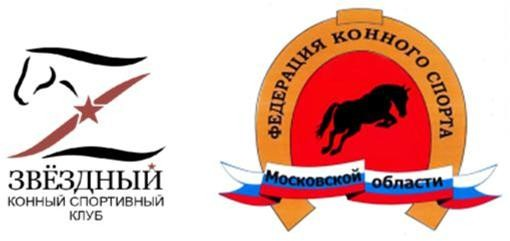 ЗВЁЗДНЫЙ
КОННЫЙ СПОРТИВНЫЙ
КЛУБ
ФЕДЕРАЦИЯ КОННОГО СПОРТА
Московской области